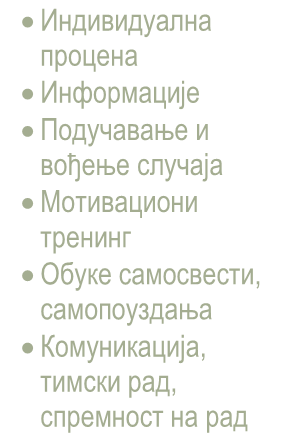 • Индивидуална
процена
• Информације
• Подучавање и
вођење случаја
• Мотивациони
тренинг
• Обуке самосвести,
самопоуздања
• Комуникација,
тимски рад,
спремност на рад